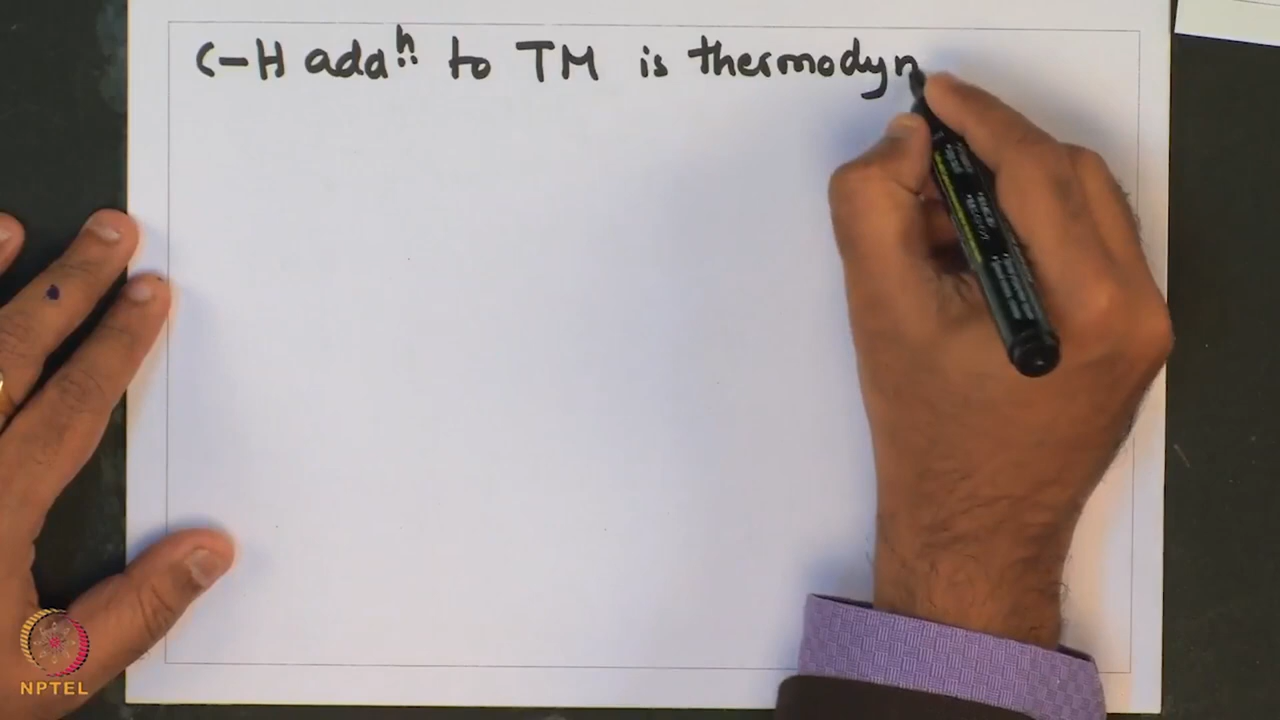 C-H addⁿ to TM is thermodyn
NPTEL